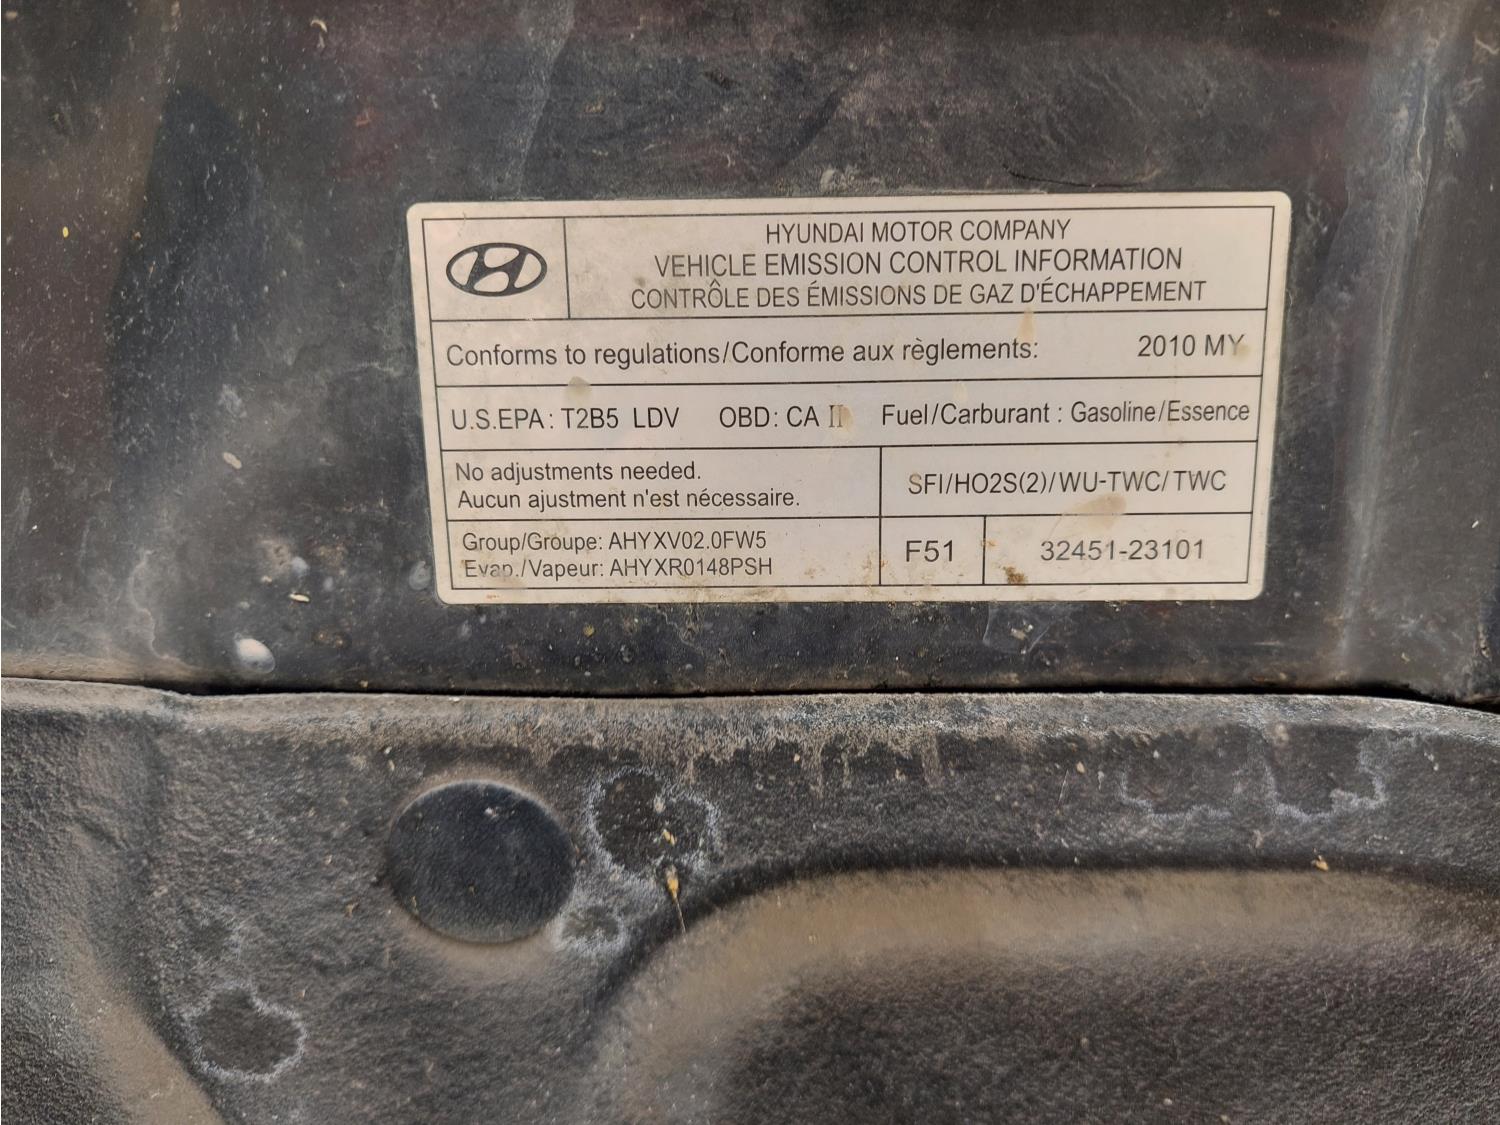 HYUNDAI MOTOR COMPANY
VEHICLE EMISSION CONTROL INFORMATION
CONTRÔLE DES ÉMISSIONS DE GAZ D'ÉCHAPPEMENT
Conforms to regulations/Conforme aux règlements: 2010 MY
U.S.EPA: T2B5 LDV OBD: CA II Fuel/Carburant : Gasoline/Essence
No adjustments needed.
Aucun ajustment n'est nécessaire.
SFI/HO2S(2)/WU-TWC/TWC
Group/Groupe: AHYXV02.0FW5
Evap./Vapeur: AHYXR0148PSH
F51 32451-23101